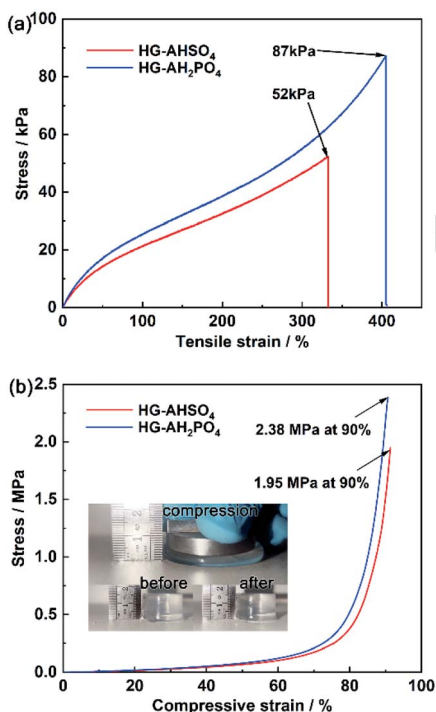 (a)
HG-AHSO₄
HG-AH₂PO₄
87kPa
52kPa
Stress / kPa
100
80
60
40
20
0
0 100 200 300 400
Tensile strain / %
(b)
HG-AHSO₄
HG-AH₂PO₄
2.38 MPa at 90%
1.95 MPa at 90%
compression
before after
Stress / MPa
2.5
2.0
1.5
1.0
0.5
0.0
0 20 40 60 80 100
Compressive strain / %